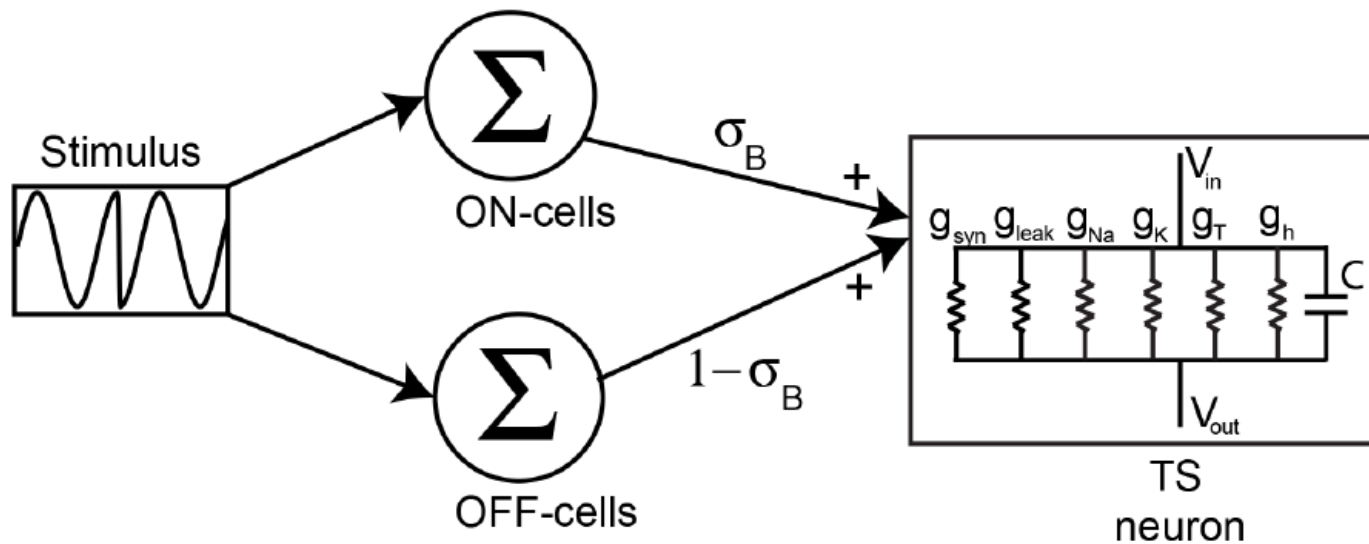 Stimulus
Σ
ON-cells
σB
+
Σ
OFF-cells
1−σB
+
Vin
gsyn gleak gNa gK gT gh
C
Vout
TS
neuron